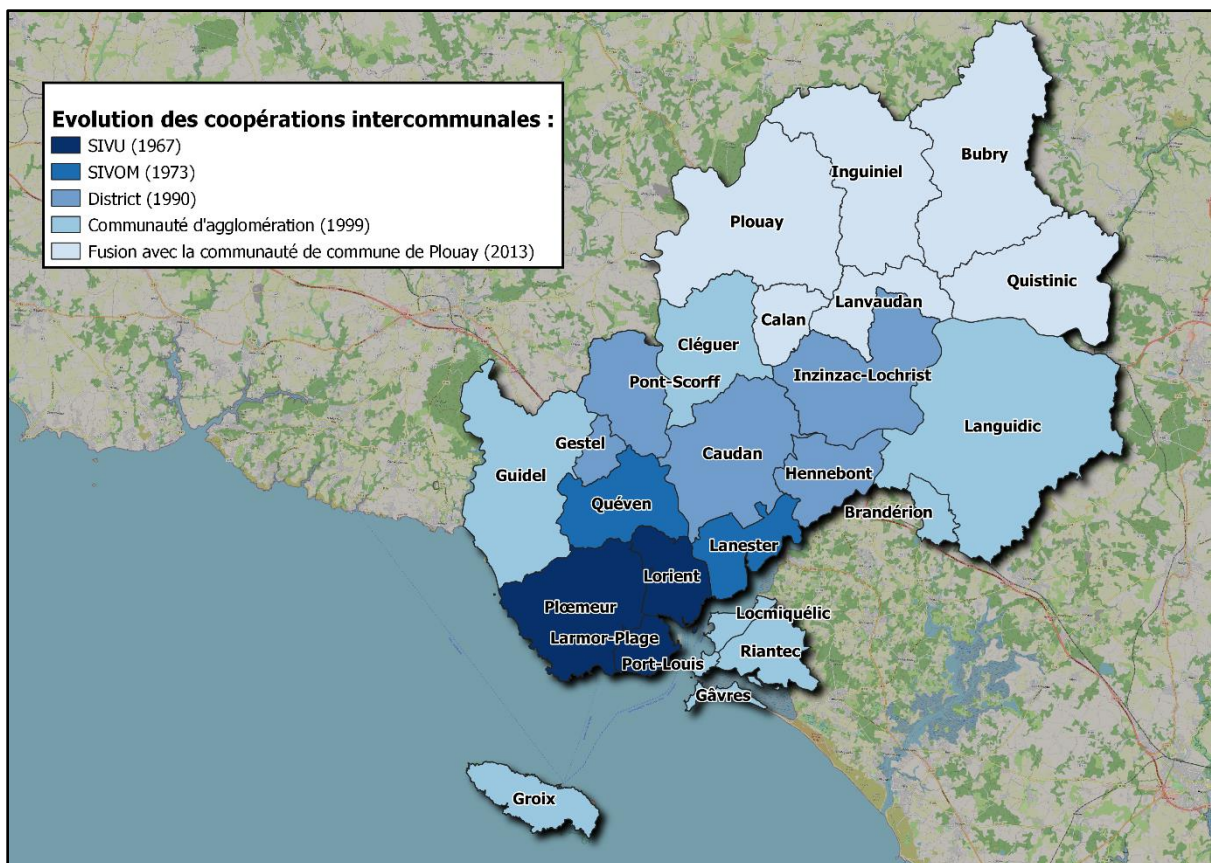 Evolution des coopérations intercommunales :
SIVU (1967)
SIVOM (1973)
District (1990)
Communauté d'agglomération (1999)
Fusion avec la communauté de commune de Plouay (2013)
Bubry
Inguiniel
Plouay
Quistinic
Lanvaudan
Calan
Cléguer
Pont-Scorff
Inzinzac-Lochrist
Languidic
Gestel
Caudan
Guidel
Hennebont
Quéven
Brandérion
Lanester
Lorient
Plœmeur
Locmiquélic
Larmor-Plage
Riantec
Port-Louis
Gâvres
Groix